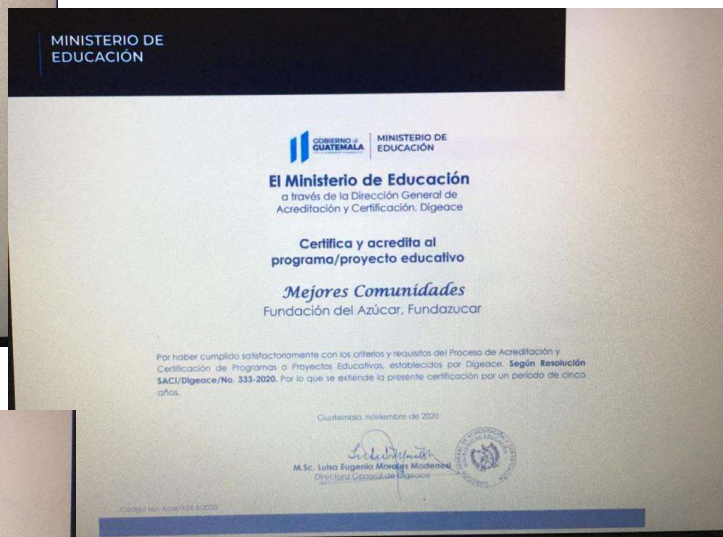 MINISTERIO DE
EDUCACIÓN
GOBIERNO de
GUATEMALA
MINISTERIO DE
EDUCACIÓN
El Ministerio de Educación
a través de la Dirección General de
Acreditación y Certificación, Digeace
Certifica y acredita al
programa/proyecto educativo
Mejores Comunidades
Fundación del Azúcar, Fundazucar
Por haber cumplido satisfactoriamente con los criterios y requisitos del Proceso de Acreditación y
Certificación de Programas o Proyectos Educativos, establecidos por Digeace. Según Resolución
SACI/Digeace/No. 333-2020. Por lo que se extiende la presente certificación por un período de cinco
años.
Guatemala, noviembre de 2020
M.Sc. Luisa Eugenia Morales Modenesi
Directora General de Digeace
Código No.